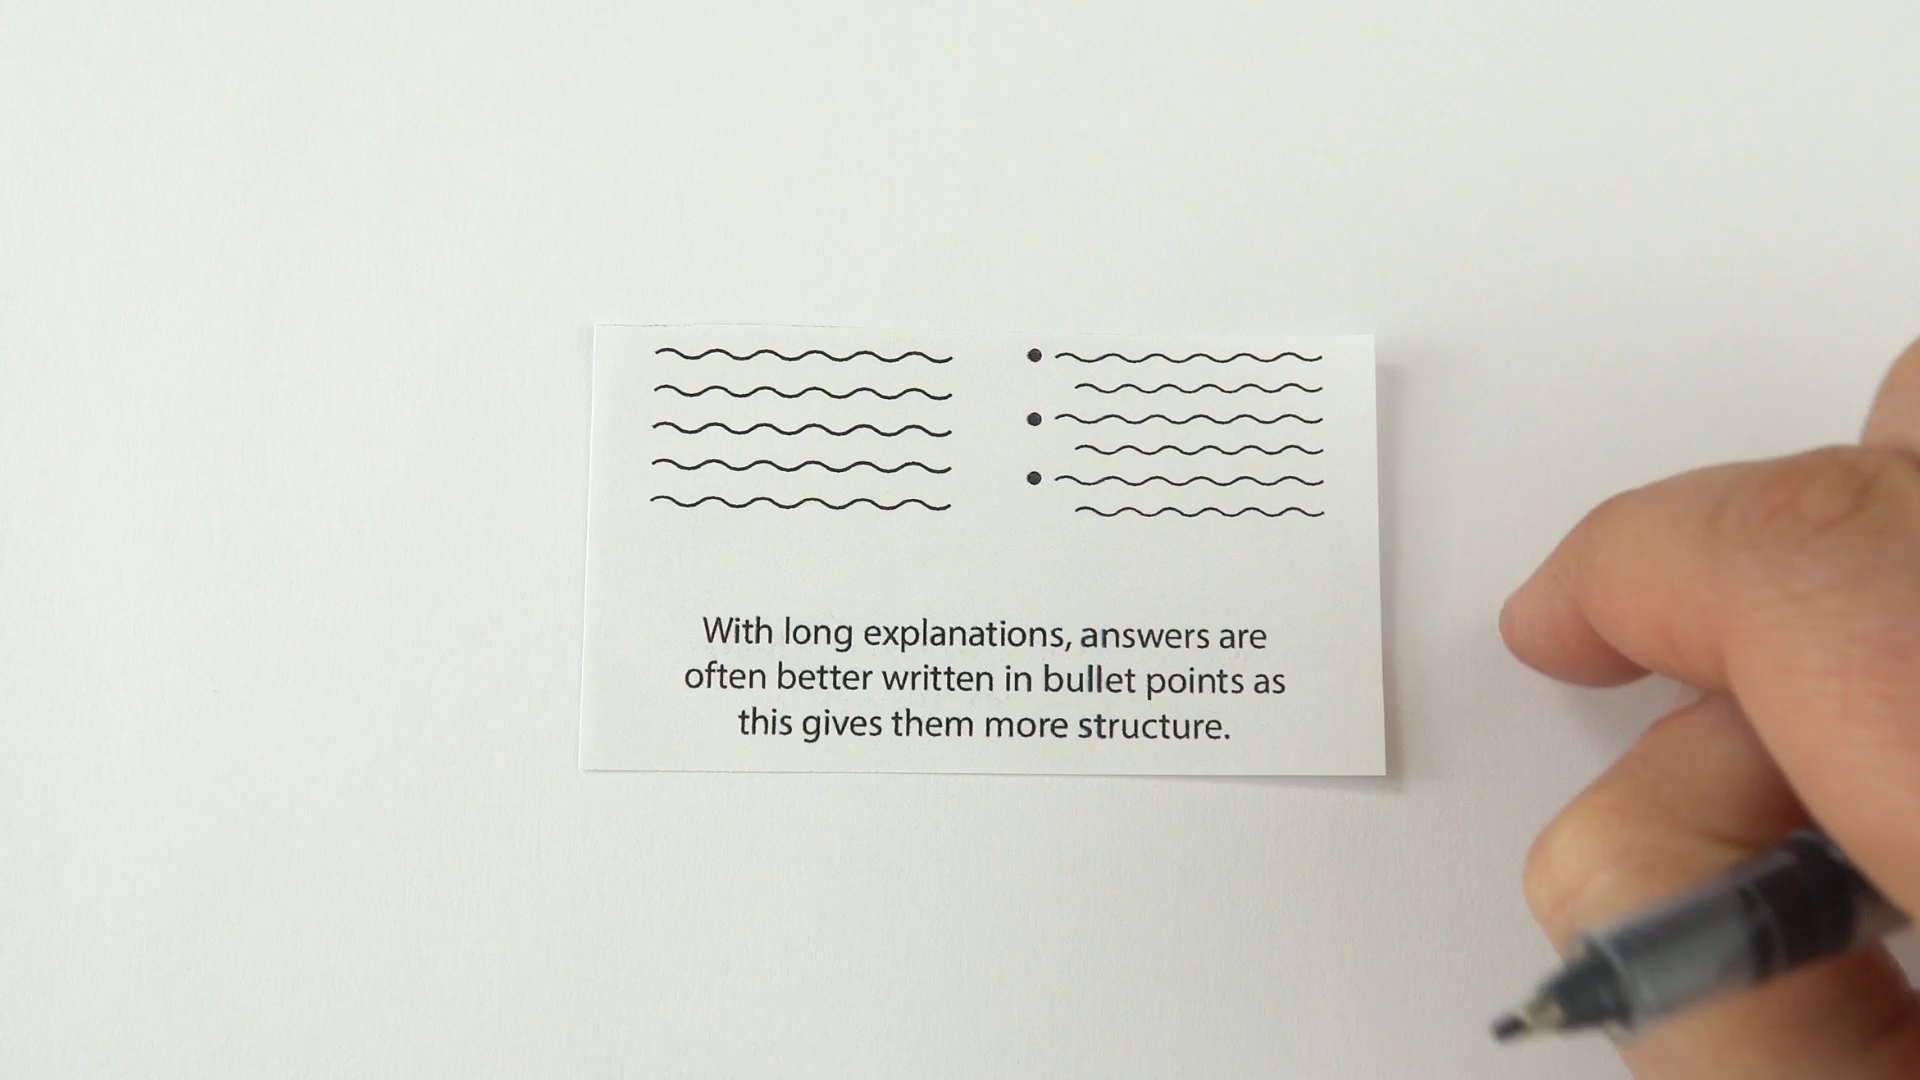 With long explanations, answers are
often better written in bullet points as
this gives them more structure.